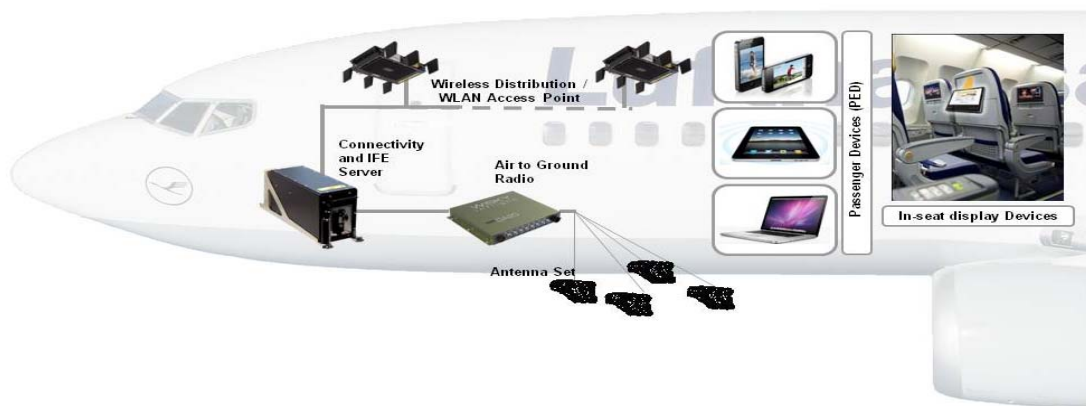 Wireless Distribution /
WLAN Access Point
Connectivity
and IFE
Server
Air to Ground
Radio
Antenna Set
Passenger Devices (PED)
In-seat display Devices